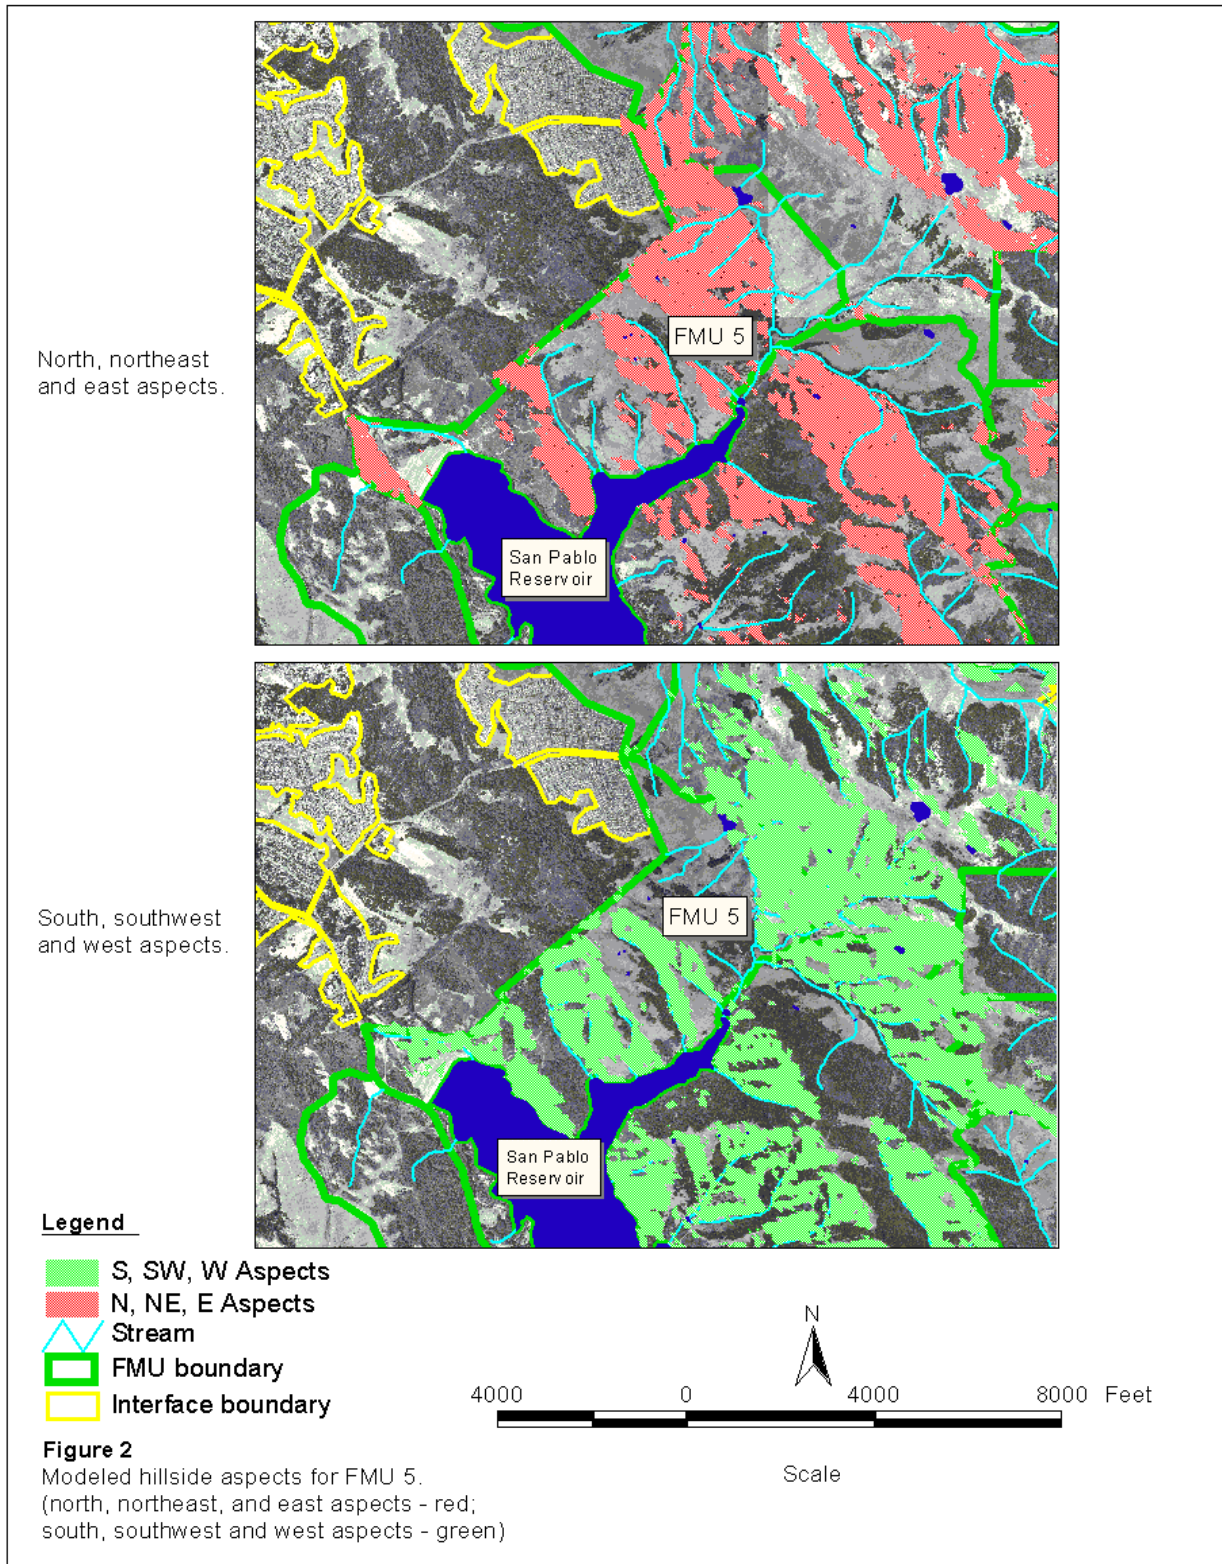 North, northeast
and east aspects.
FMU 5
San Pablo
Reservoir
South, southwest
and west aspects.
FMU 5
San Pablo
Reservoir
Legend
S, SW, W Aspects
N, NE, E Aspects
Stream
FMU boundary
Interface boundary
N
4000 0 4000 8000 Feet
Scale
Figure 2
Modeled hillside aspects for FMU 5.
(north, northeast, and east aspects - red;
south, southwest and west aspects - green)